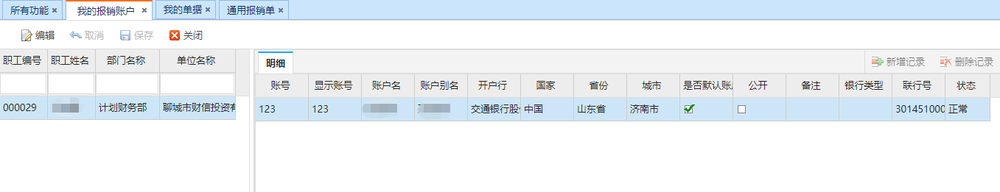 所有功能 我的报销账户 我的单据 通用报销单
编辑 取消 保存 关闭
职工编号 职工姓名 部门名称 单位名称
000029 计划财务部 聊城市财信投资有
明细 新增记录 删除记录
账号 显示账号 账户名 账户别名 开户行 国家 省份 城市 是否默认账户 公开 备注 银行类型 联行号 状态
123 123 交通银行股份 中国 山东省 济南市 301451000 正常